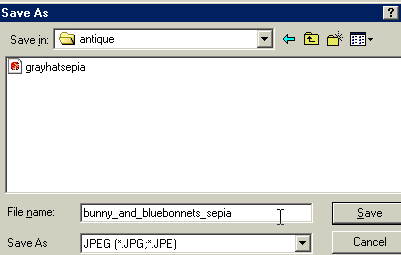 Save As
?
Save in: antique
grayhatsepia
File name: bunny_and_bluebonnets_sepia Save
Save As JPEG (*.JPG;*.JPE) Cancel